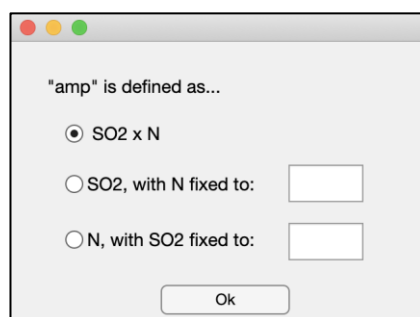 "amp" is defined as...
SO2 x N
SO2, with N fixed to:
N, with SO2 fixed to:
Ok